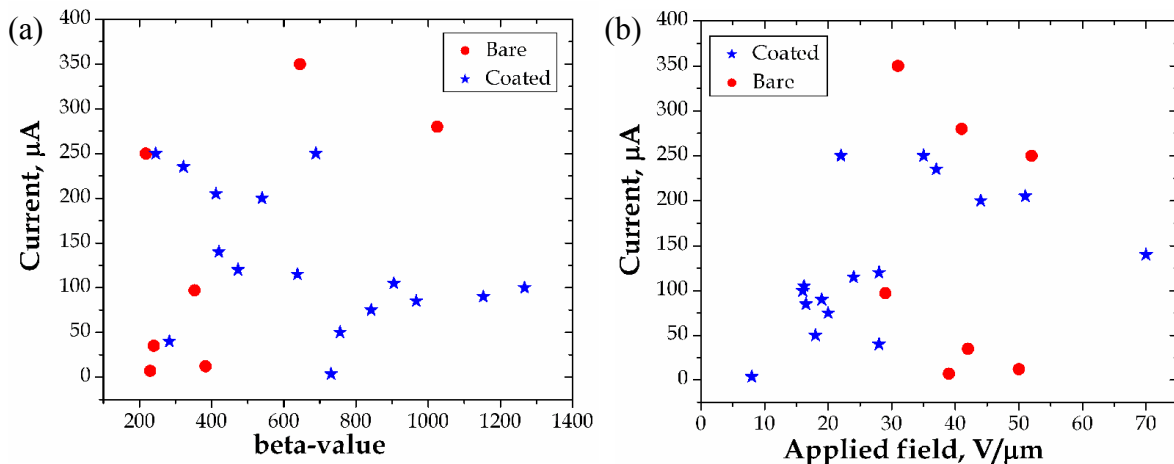 (a)
400
350
300
250
200
150
100
50
0
Current, µA
Bare
Coated
200 400 600 800 1000 1200 1400
beta-value
(b)
400
350
300
250
200
150
100
50
0
Current, µA
Coated
Bare
0 10 20 30 40 50 60 70
Applied field, V/µm